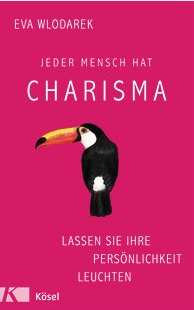 EVA WLODAREK
JEDER MENSCH HAT
CHARISMA
LASSEN SIE IHRE
PERSÖNLICHKEIT
LEUCHTEN
K Kösel